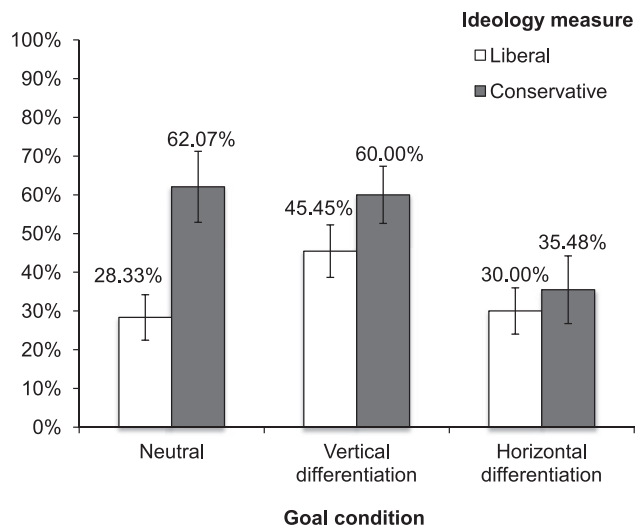 Ideology measure
Liberal
Conservative
100%
90%
80%
70%
60%
50%
40%
30%
20%
10%
0%
28.33%
62.07%
45.45%
60.00%
30.00%
35.48%
Neutral
Vertical
differentiation
Horizontal
differentiation
Goal condition